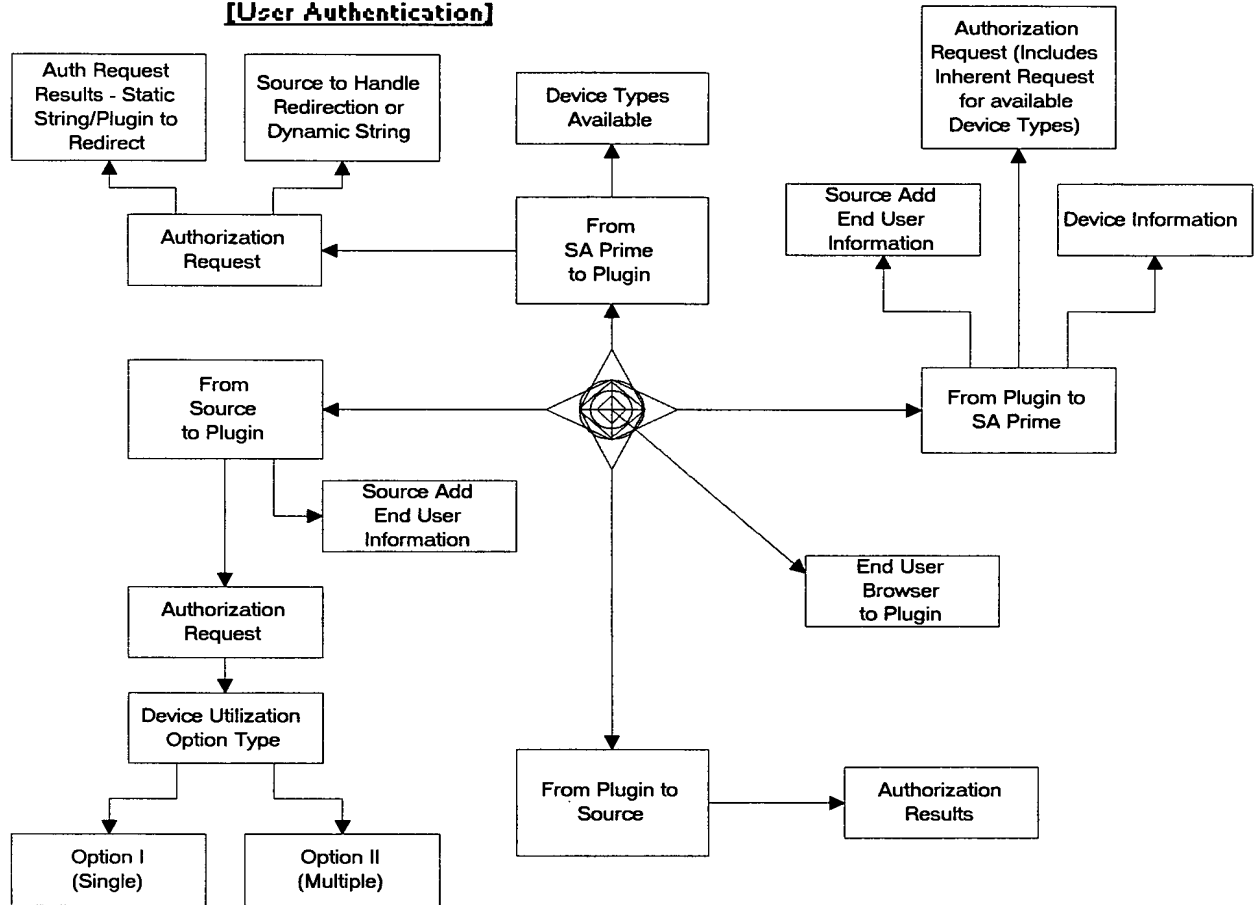 [User Authentication]
Auth Request
Results - Static
String/Plugin to
Redirect
Source to Handle
Redirection or
Dynamic String
Device Types
Available
Authorization
Request (Includes
Inherent Request
for available
Device Types)
Authorization
Request
From
SA Prime
to Plugin
Source Add
End User
Information
Device Information
From
Source
to Plugin
From Plugin to
SA Prime
Source Add
End User
Information
End User
Browser
to Plugin
Authorization
Request
Device Utilization
Option Type
From Plugin to
Source
Authorization
Results
Option I
(Single)
Option II
(Multiple)